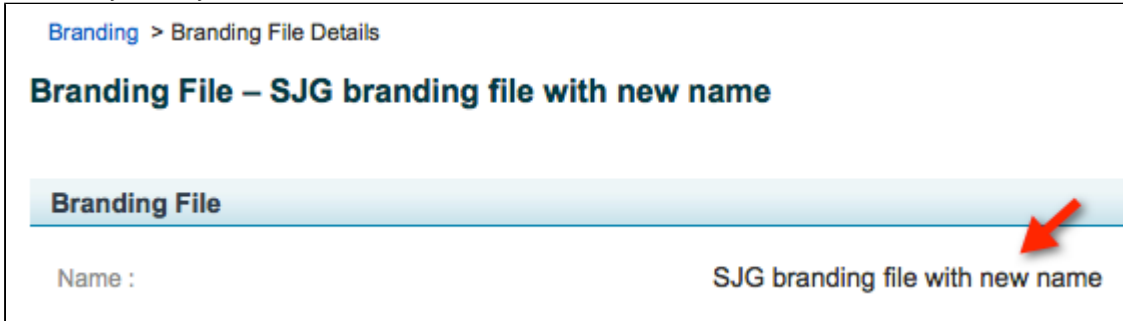 Branding > Branding File Details
Branding File – SJG branding file with new name
Branding File
Name : SJG branding file with new name